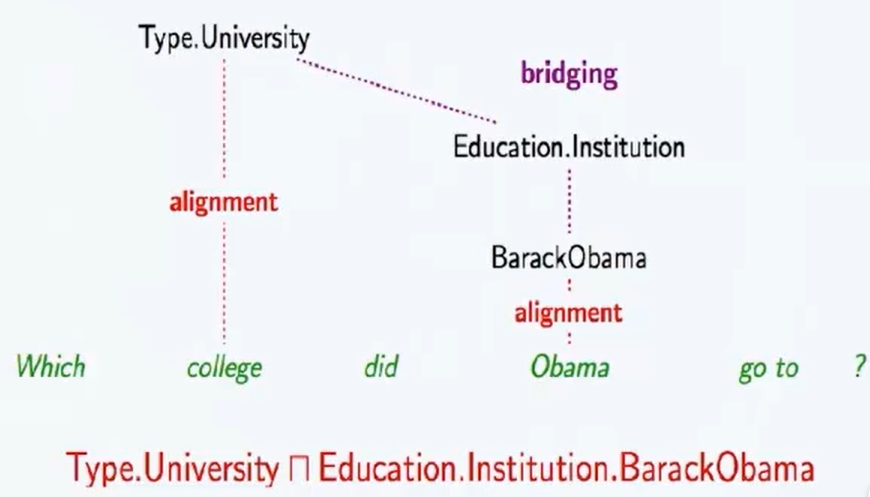 Type.University
bridging
Education.Institution
alignment
BarackObama
alignment
Which college did Obama go to ?
Type.University ⊓ Education.Institution.BarackObama